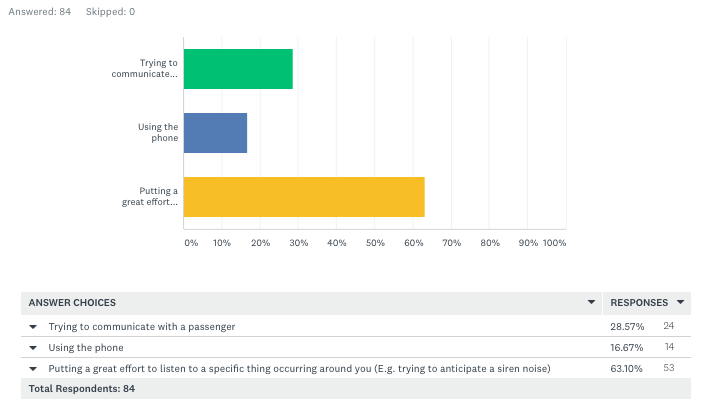 Answered: 84 Skipped: 0
Trying to
communicate...
Using the
phone
Putting a
great effort...
0% 10% 20% 30% 40% 50% 60% 70% 80% 90% 100%
ANSWER CHOICES RESPONSES
Trying to communicate with a passenger 28.57% 24
Using the phone 16.67% 14
Putting a great effort to listen to a specific thing occurring around you (E.g. trying to anticipate a siren noise) 63.10% 53
Total Respondents: 84